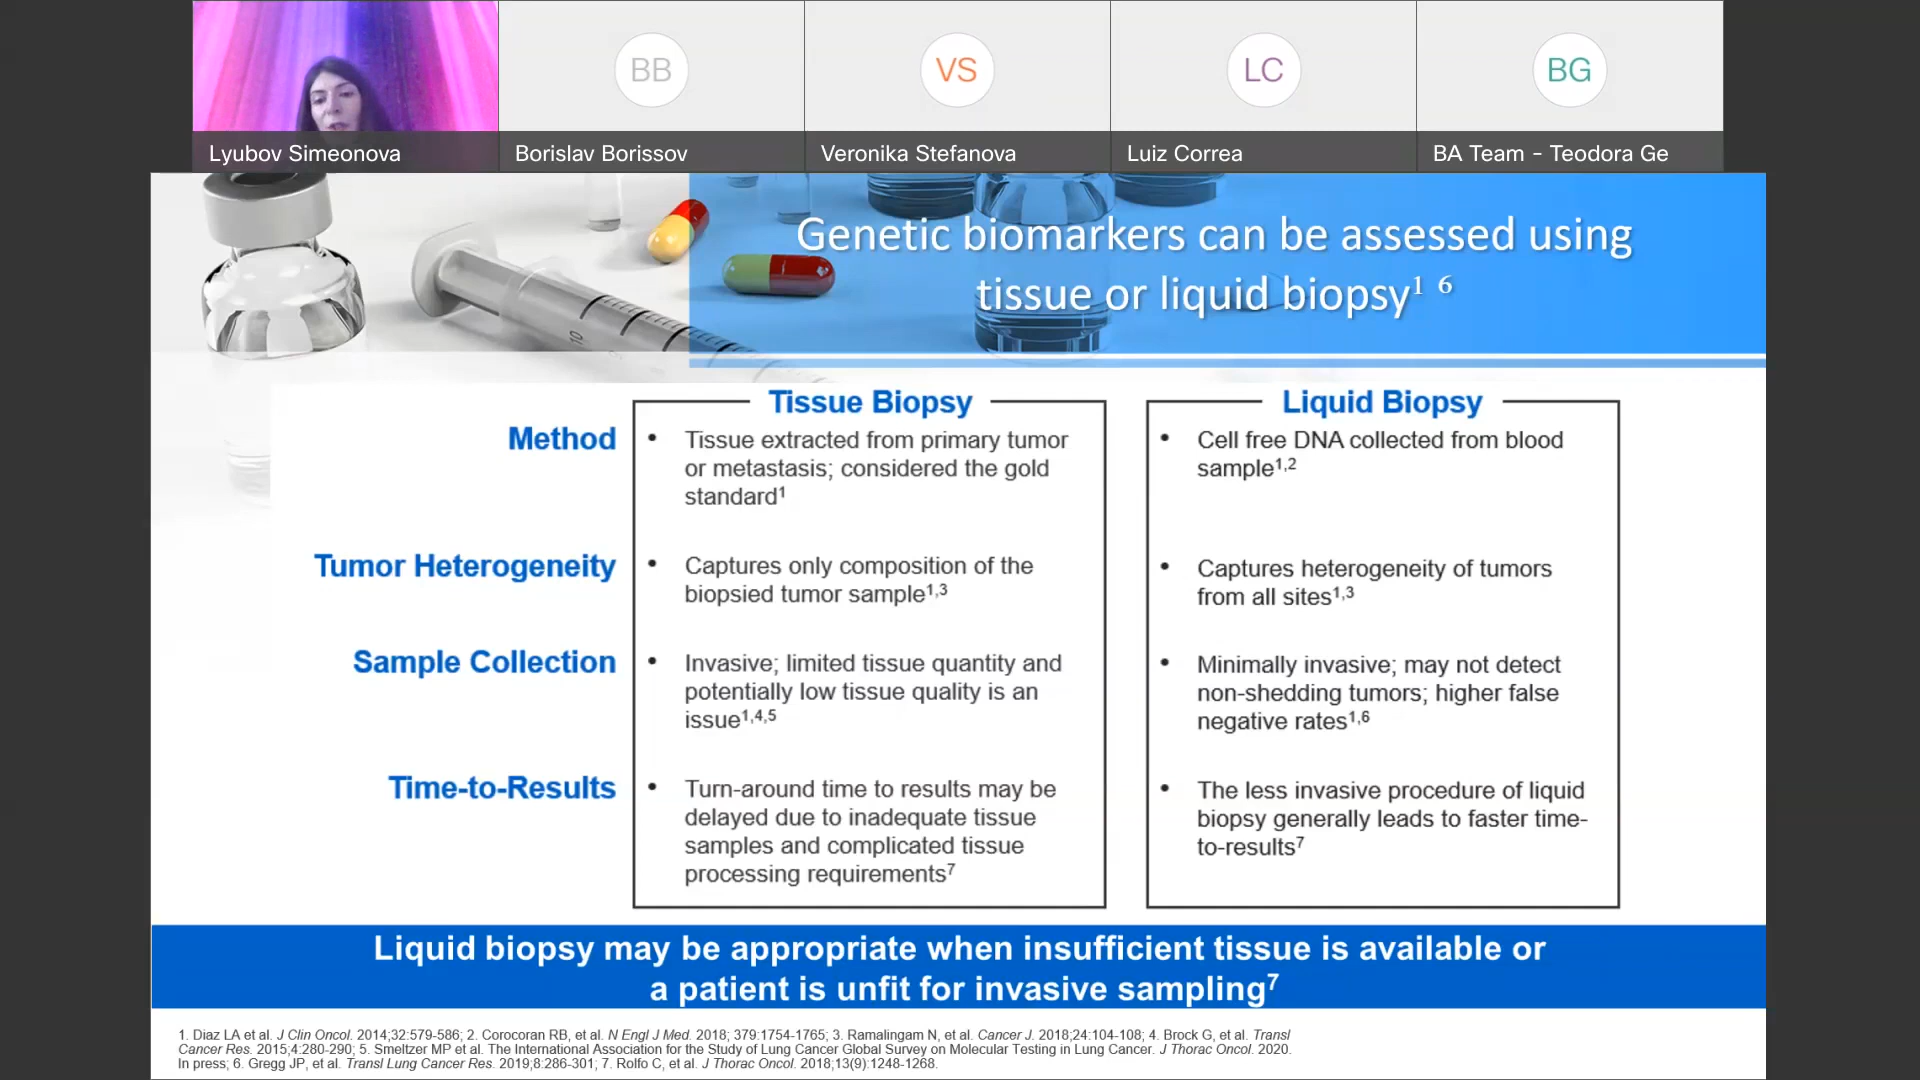 BB
VS
LC
BG
Lyubov Simeonova
Borislav Borissov
Veronika Stefanova
Luiz Correa
BA Team - Teodora Ge
Genetic biomarkers can be assessed using
tissue or liquid biopsy¹ ⁶
Tissue Biopsy
Liquid Biopsy
Method
• Tissue extracted from primary tumor
or metastasis; considered the gold
standard¹
• Cell free DNA collected from blood
sample¹,²
Tumor Heterogeneity
• Captures only composition of the
biopsied tumor sample¹,³
• Captures heterogeneity of tumors
from all sites¹,³
Sample Collection
• Invasive; limited tissue quantity and
potentially low tissue quality is an
issue¹,⁴,⁵
• Minimally invasive; may not detect
non-shedding tumors; higher false
negative rates¹,⁶
Time-to-Results
• Turn-around time to results may be
delayed due to inadequate tissue
samples and complicated tissue
processing requirements⁷
• The less invasive procedure of liquid
biopsy generally leads to faster time-
to-results⁷
Liquid biopsy may be appropriate when insufficient tissue is available or
a patient is unfit for invasive sampling⁷
1. Diaz LA et al. J Clin Oncol. 2014;32:579-586; 2. Corocoran RB, et al. N Engl J Med. 2018; 379:1754-1765; 3. Ramalingam N, et al. Cancer J. 2018;24:104-108; 4. Brock G, et al. Transl
Cancer Res. 2015;4:280-290; 5. Smeltzer MP et al. The International Association for the Study of Lung Cancer Global Survey on Molecular Testing in Lung Cancer. J Thorac Oncol. 2020.
In press; 6. Gregg JP, et al. Transl Lung Cancer Res. 2019;8:286-301; 7. Rolfo C, et al. J Thorac Oncol. 2018;13(9):1248-1268.